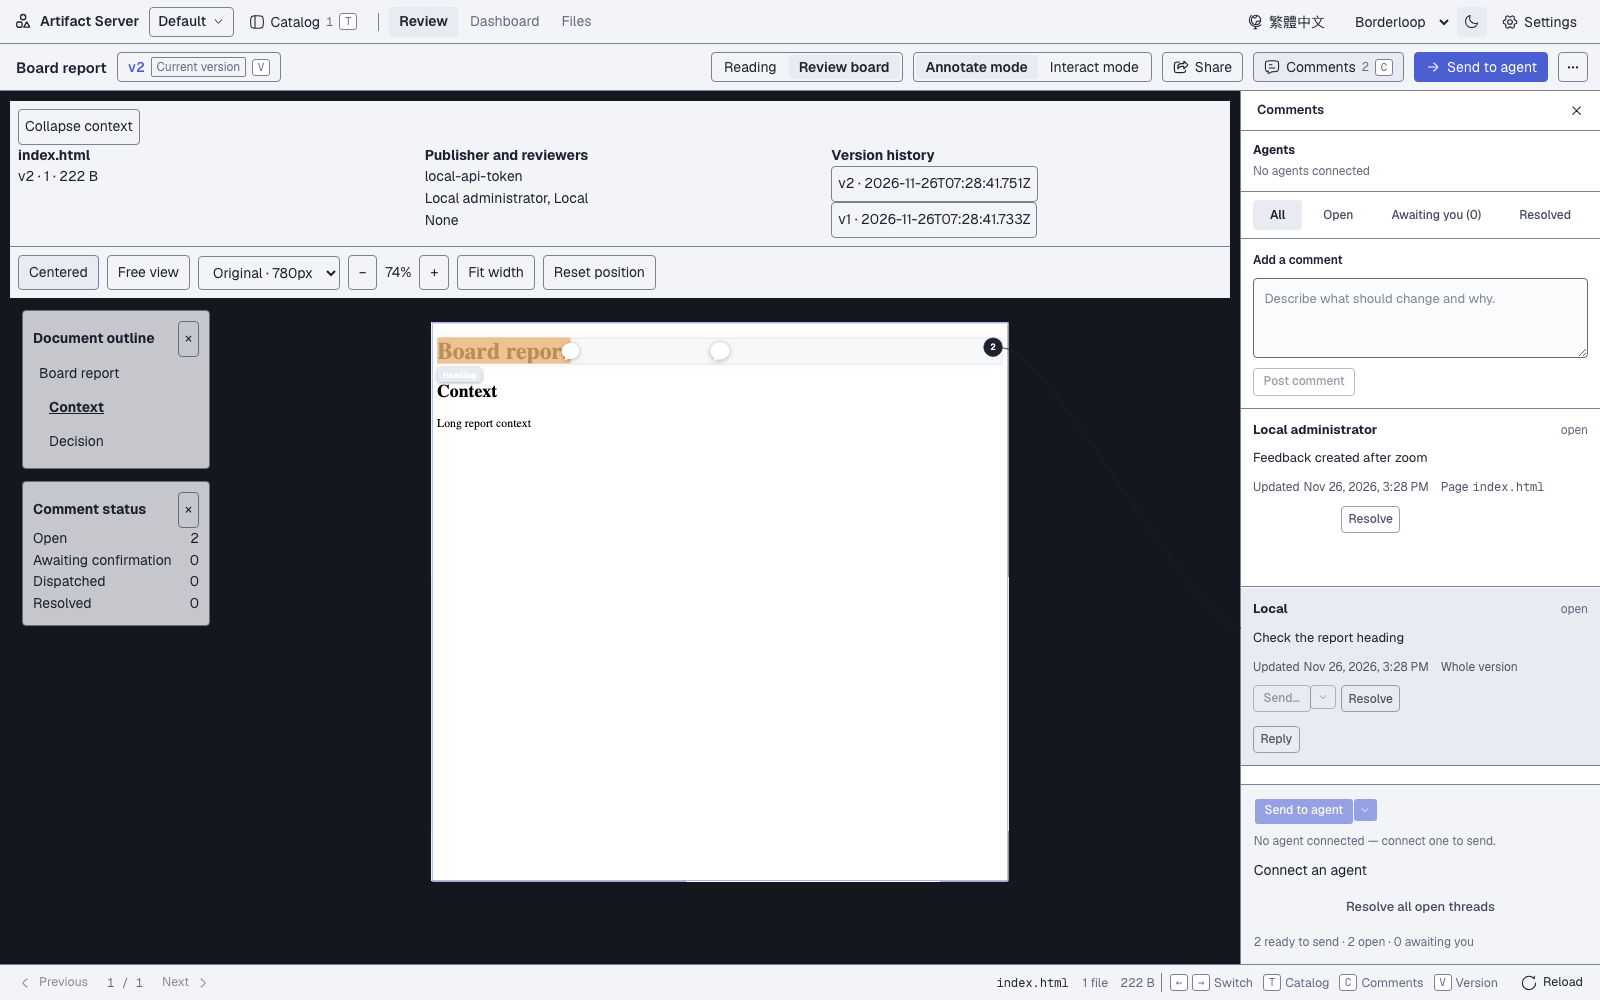 Artifact Server Default Catalog 1 T Review Dashboard Files 繁體中文 Borderloop Settings
Board report v2 Current version V Reading Review board Annotate mode Interact mode Share Comments 2 C Send to agent ...
Collapse context
index.html
v2 · 1 · 222 B
Publisher and reviewers
local-api-token
Local administrator, Local
None
Version history
v2 · 2026-11-26T07:28:41.751Z
v1 · 2026-11-26T07:28:41.733Z
Centered Free view Original · 780px − 74% + Fit width Reset position
Document outline ×
Board report
Context
Decision
Comment status ×
Open 2
Awaiting confirmation 0
Dispatched 0
Resolved 0
Board repor
2
Heading
Context
Long report context
Comments ×
Agents
No agents connected
All Open Awaiting you (0) Resolved
Add a comment
Describe what should change and why.
Post comment
Local administrator open
Feedback created after zoom
Updated Nov 26, 2026, 3:28 PM Page index.html
Resolve
Local open
Check the report heading
Updated Nov 26, 2026, 3:28 PM Whole version
Send... Resolve
Reply
Send to agent
No agent connected — connect one to send.
Connect an agent
Resolve all open threads
2 ready to send · 2 open · 0 awaiting you
Previous 1 / 1 Next index.html 1 file 222 B ← → Switch T Catalog C Comments V Version Reload